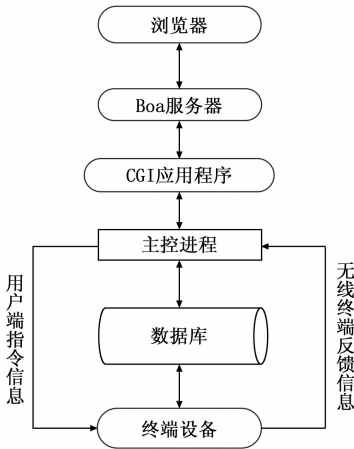 浏览器
Boa服务器
CGI应用程序
主控进程
用户端指令信息
无线终端反馈信息
数据库
终端设备